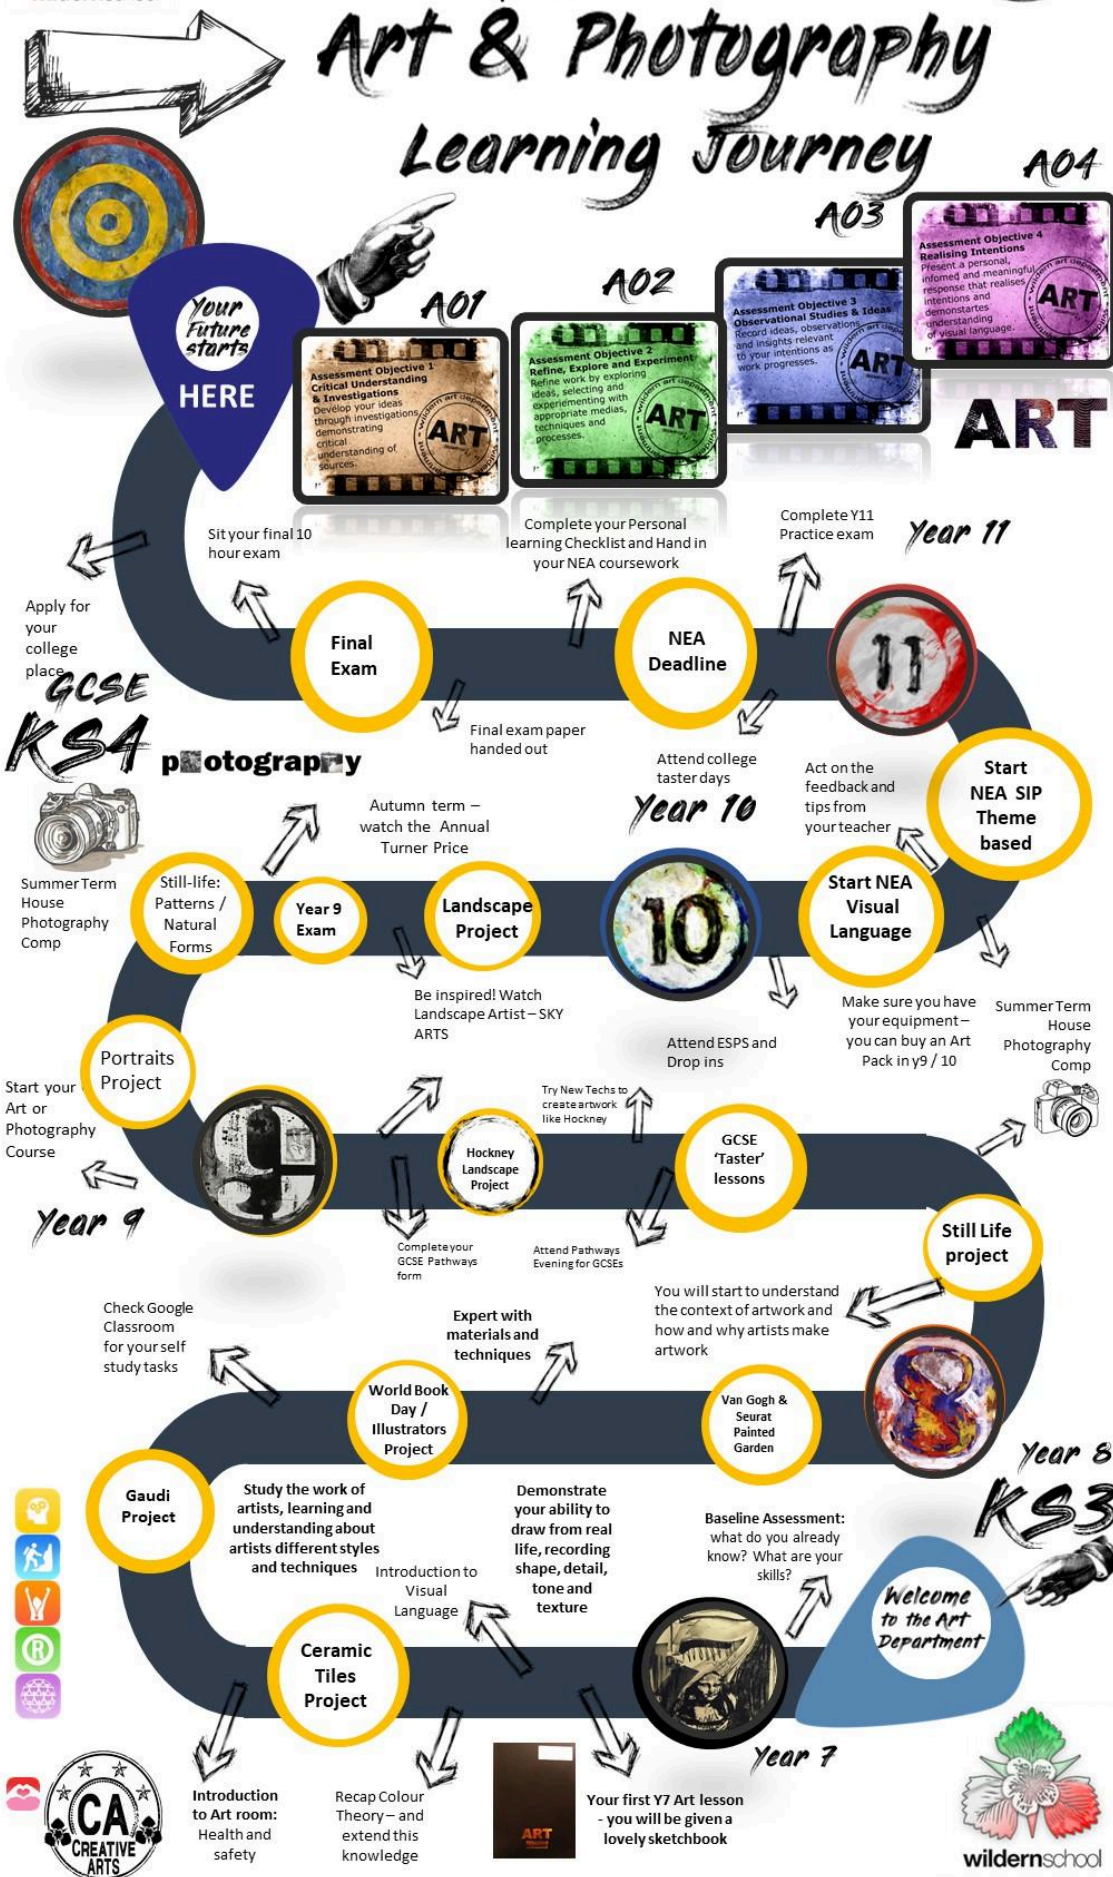 Art & Photography
Learning Journey
A04
A03
A02
A01
Assessment Objective 4
Realising Intentions
Present a personal,
infomed and meaningful
response that realises
intentions and
demonstartes
understanding
of visual language.
ART
Assessment Objective 3
Observational Studies & Ideas
Record ideas, observations
and insights relevant
to your intentions as
work progresses.
ART
Assessment Objective 2
Refine, Explore and Experiment
Refine work by exploring
ideas, selecting and
experiementing with
appropriate medias,
techniques and
processes.
ART
Assessment Objective 1
Critical Understanding
& Investigations
Develop your ideas
through investigations
demonstrating
critical
understanding of
sources.
ART
ART
Your
Future
starts
HERE
Sit your final 10
hour exam
Complete your Personal
learning Checklist and Hand in
your NEA coursework
Complete Y11
Practice exam
Year 11
Apply for
your
college
place
Final
Exam
NEA
Deadline
11
GCSE
KS4
photography
Final exam paper
handed out
Attend college
taster days
Act on the
feedback and
tips from
your teacher
Start
NEA SIP
Theme
based
Year 10
Autumn term –
watch the Annual
Turner Price
Summer Term
House
Photography
Comp
Still-life:
Patterns /
Natural
Forms
Year 9
Exam
Landscape
Project
10
Start NEA
Visual
Language
Be inspired! Watch
Landscape Artist – SKY
ARTS
Attend ESPS and
Drop ins
Make sure you have
your equipment –
you can buy an Art
Pack in y9 / 10
Summer Term
House
Photography
Comp
Portraits
Project
Start your
Art or
Photography
Course
Try New Techs to
create artwork
like Hockney
9
Hockney
Landscape
Project
GCSE
'Taster'
lessons
Year 9
Complete your
GCSE Pathways
form
Attend Pathways
Evening for GCSEs
Still Life
project
Check Google
Classroom
for your self
study tasks
Expert with
materials and
techniques
You will start to understand
the context of artwork and
how and why artists make
artwork
World Book
Day /
Illustrators
Project
Van Gogh &
Seurat
Painted
Garden
8
Year 8
KS3
Gaudi
Project
Study the work of
artists, learning and
understanding about
artists different styles
and techniques
Demonstrate
your ability to
draw from real
life, recording
shape, detail,
tone and
texture
Baseline Assessment:
what do you already
know? What are your
skills?
Introduction to
Visual
Language
Welcome
to the Art
Department
Ceramic
Tiles
Project
7
Year 7
R
Introduction
to Art room:
Health and
safety
Recap Colour
Theory – and
extend this
knowledge
ART
Your first Y7 Art lesson
- you will be given a
lovely sketchbook
CA
CREATIVE
ARTS
wildernschool